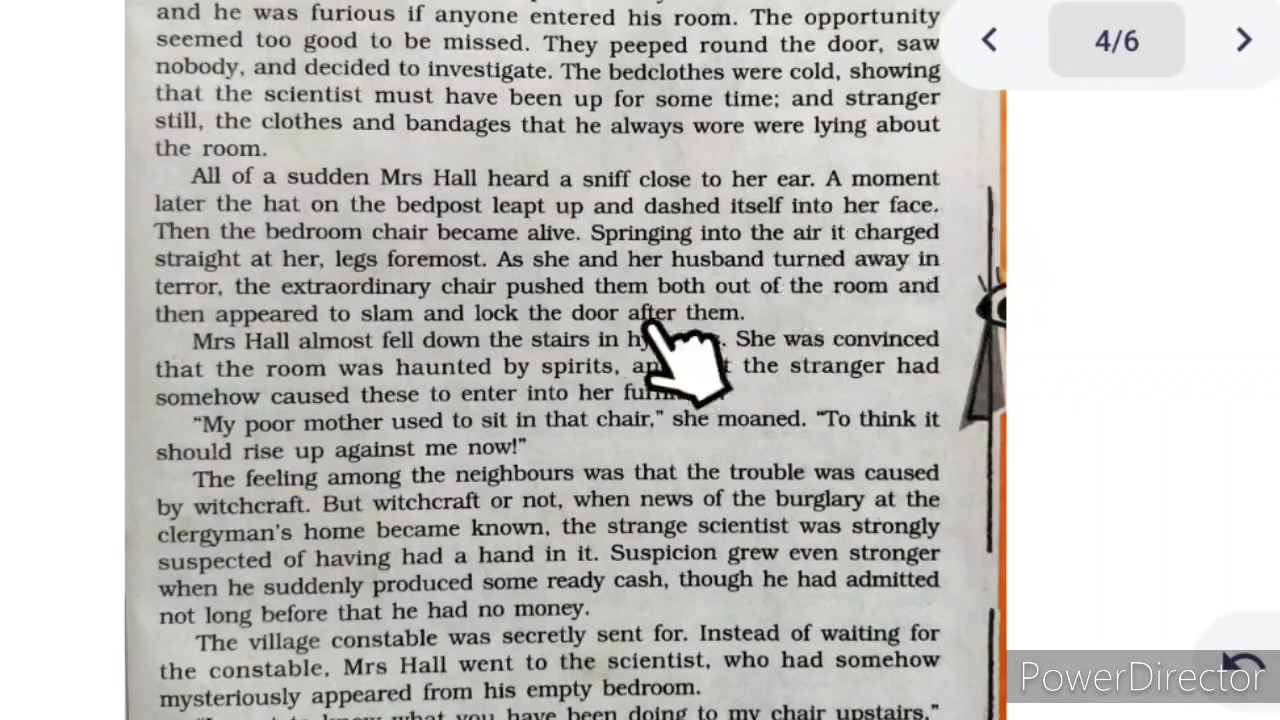 and he was furious if anyone entered his room. The opportunity
seemed too good to be missed. They peeped round the door, saw
nobody, and decided to investigate. The bedclothes were cold, showing
that the scientist must have been up for some time; and stranger
still, the clothes and bandages that he always wore were lying about
the room.
All of a sudden Mrs Hall heard a sniff close to her ear. A moment
later the hat on the bedpost leapt up and dashed itself into her face.
Then the bedroom chair became alive. Springing into the air it charged
straight at her, legs foremost. As she and her husband turned away in
terror, the extraordinary chair pushed them both out of the room and
then appeared to slam and lock the door after them.
Mrs Hall almost fell down the stairs in . She was convinced
that the room was haunted by spirits, the stranger had
somehow caused these to enter into her
“My poor mother used to sit in that chair,” she moaned. “To think it
should rise up against me now!”
The feeling among the neighbours was that the trouble was caused
by witchcraft. But witchcraft or not, when news of the burglary at the
clergyman's home became known, the strange scientist was strongly
suspected of having had a hand in it. Suspicion grew even stronger
when he suddenly produced some ready cash, though he had admitted
not long before that he had no money.
The village constable was secretly sent for. Instead of waiting for
the constable, Mrs Hall went to the scientist, who had somehow
mysteriously appeared from his empty bedroom.
what you have been doing to my chair upstairs,”
4/6
PowerDirector